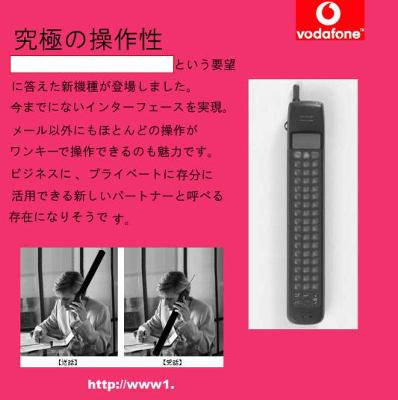 vodafone
究極の操作性
という要望
に答えた新機種が登場しました。
今までにないインターフェースを実現。
メール以外にもほとんどの操作が
ワンキーで操作できるのも魅力です。
ビジネスに、プライベートに存分に
活用できる新しいパートナーと呼べる
存在になりそうです。
【送話】
【受話】
http://www1.